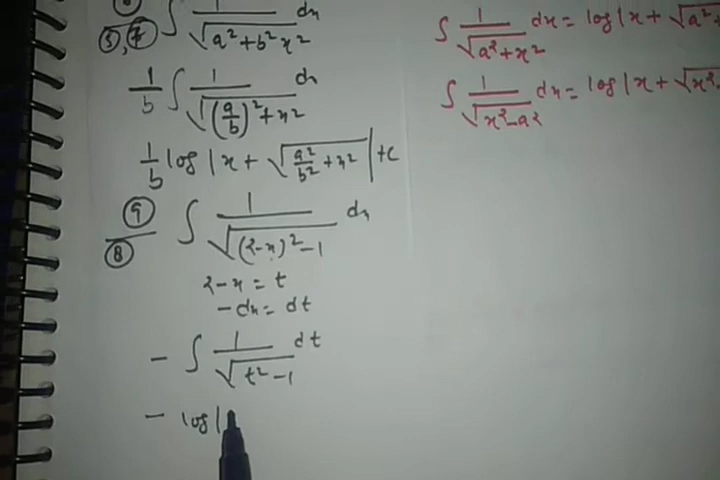 ③,⑦ ∫ 1/√(a²+b²x²) dx
1/b ∫ 1/√((a/b)²+x²) dx
1/b log|x + √(a²/b² + x²)| + c
⑨/⑧ ∫ 1/√((2-x)²-1) dx
2-x = t
-dx = dt
- ∫ 1/√(t²-1) dt
- log|
∫ 1/√(a²+x²) dx = log|x + √a²+
∫ 1/√(x²-a²) dx = log|x + √x²-